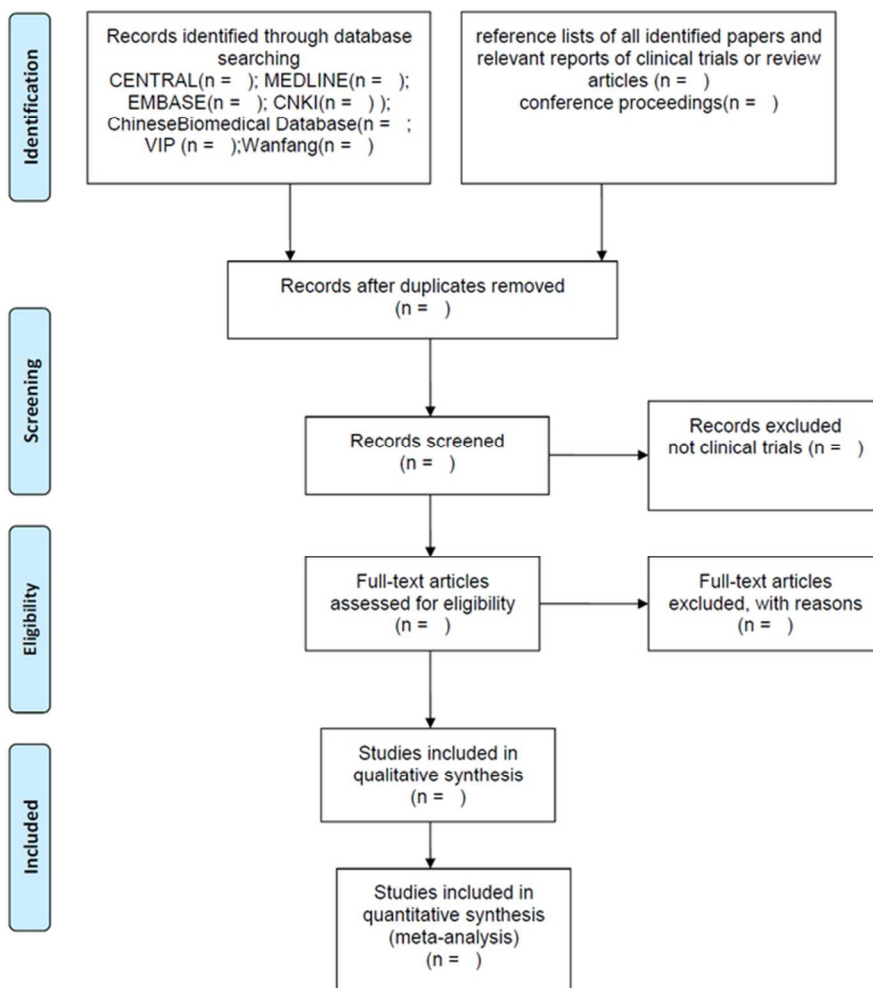 Identification
Records identified through database
searching
CENTRAL(n =   ); MEDLINE(n =   );
EMBASE(n =   ); CNKI(n =   ) );
ChineseBiomedical Database(n =   ;
VIP (n =   );Wanfang(n =   )
reference lists of all identified papers and
relevant reports of clinical trials or review
articles (n =   )
conference proceedings(n =   )
Records after duplicates removed
(n =   )
Screening
Records screened
(n =   )
Records excluded
not clinical trials (n =   )
Eligibility
Full-text articles
assessed for eligibility
(n =   )
Full-text articles
excluded, with reasons
(n =   )
Included
Studies included in
qualitative synthesis
(n =   )
Studies included in
quantitative synthesis
(meta-analysis)
(n =   )